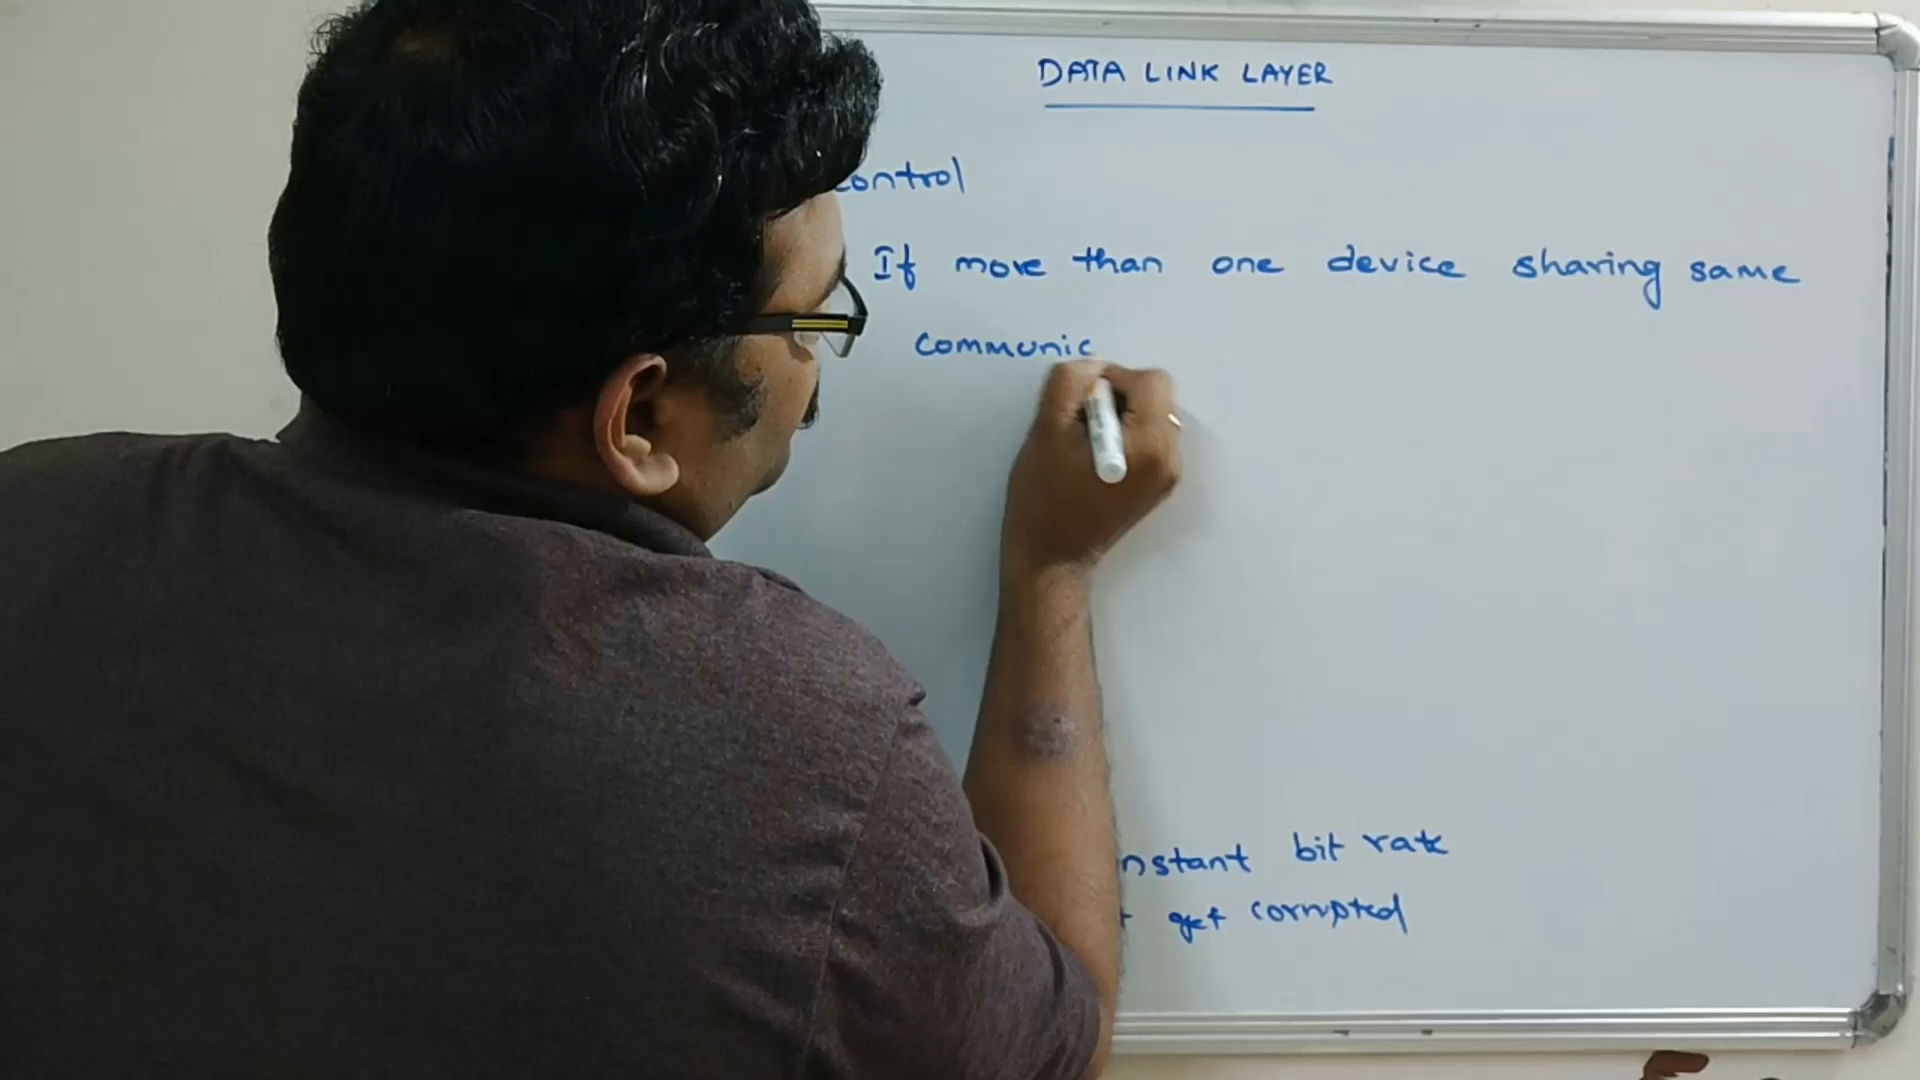 DATA LINK LAYER
control
If more than one device sharing same
communic
nstant bit rate
get corrupted